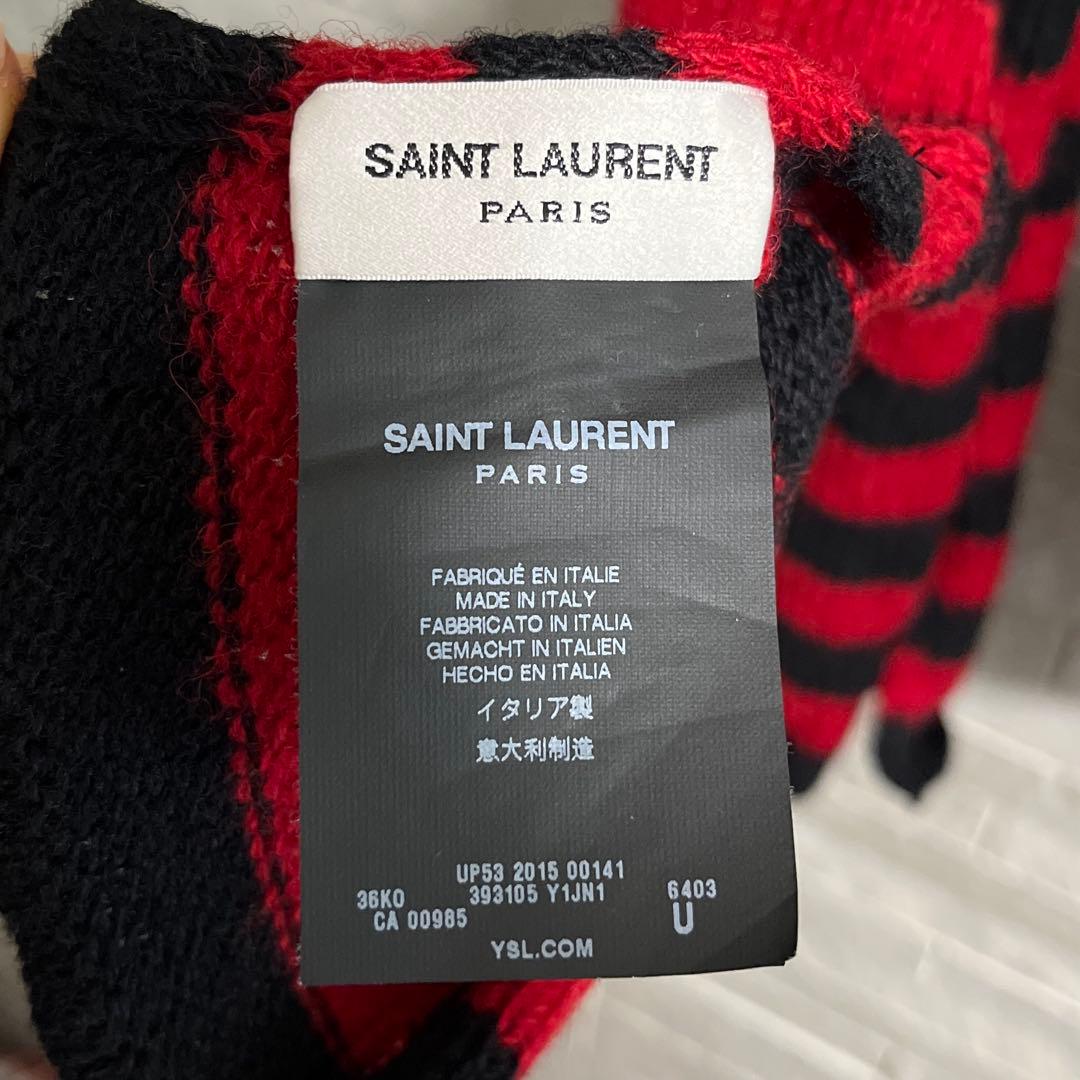 SAINT LAURENT
PARIS
SAINT LAURENT
PARIS
FABRIQUÉ EN ITALIE
MADE IN ITALY
FABBRICATO IN ITALIA
GEMACHT IN ITALIEN
HECHO EN ITALIA
イタリア製
意大利制造
UP53 2015 00141
36KO 393105 Y1JN1 6403
CA 00985 U
YSL.COM